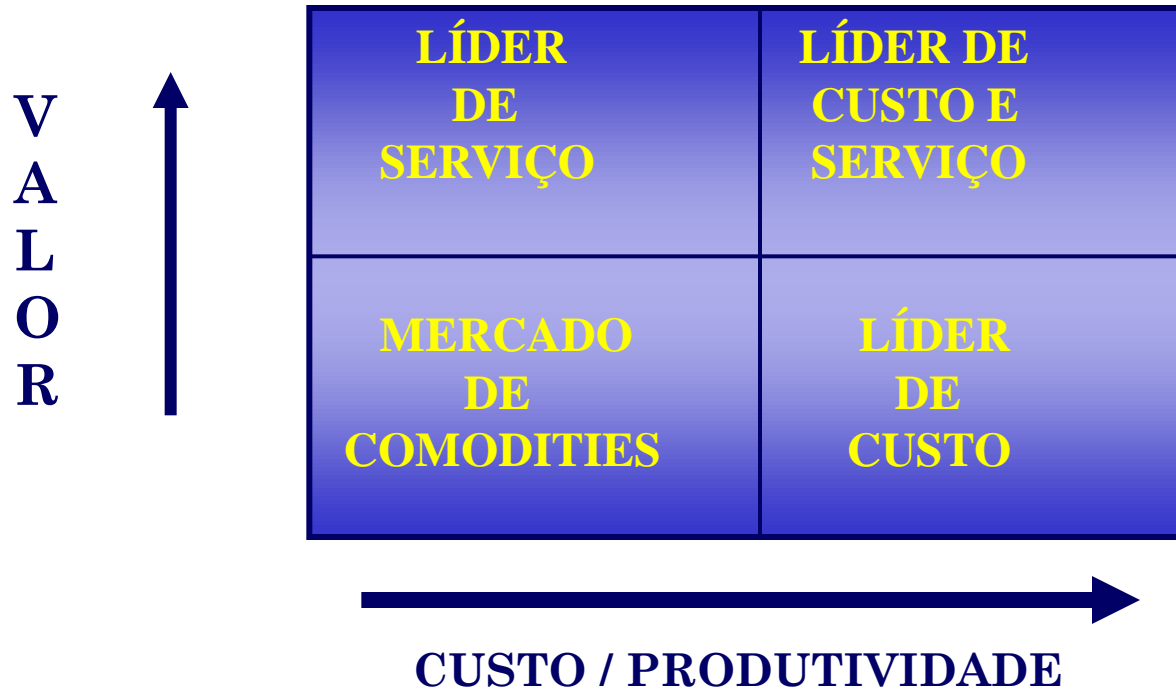 LÍDER
DE
SERVIÇO
LÍDER DE
CUSTO E
SERVIÇO
V
A
L
O
R
MERCADO
DE
COMODITIES
LÍDER
DE
CUSTO
CUSTO / PRODUTIVIDADE